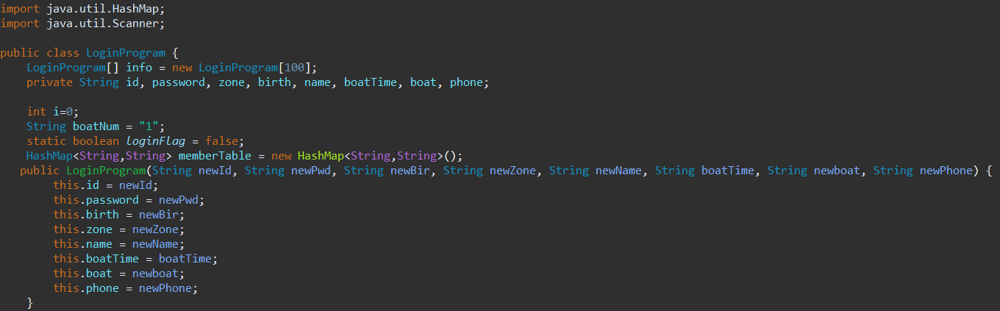 import java.util.HashMap;
import java.util.Scanner;
public class LoginProgram {
LoginProgram[] info = new LoginProgram[100];
private String id, password, zone, birth, name, boatTime, boat, phone;
int i=0;
String boatNum = "1";
static boolean loginFlag = false;
HashMap<String,String> memberTable = new HashMap<String,String>();
public LoginProgram(String newId, String newPwd, String newBir, String newZone, String newName, String boatTime, String newboat, String newPhone) {
this.id = newId;
this.password = newPwd;
this.birth = newBir;
this.zone = newZone;
this.name = newName;
this.boatTime = boatTime;
this.boat = newboat;
this.phone = newPhone;
}